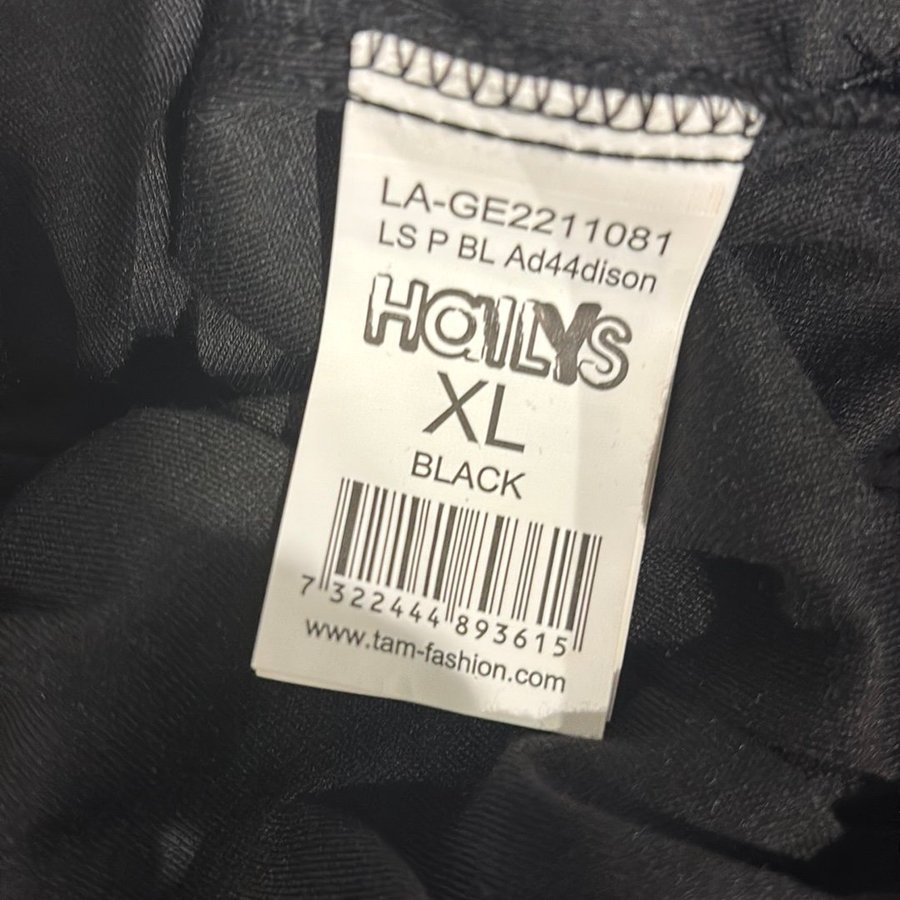 LA-GE2211081
LS P BL Ad44dison
HaILYS
XL
BLACK
7 322444 893615
www.tam-fashion.com